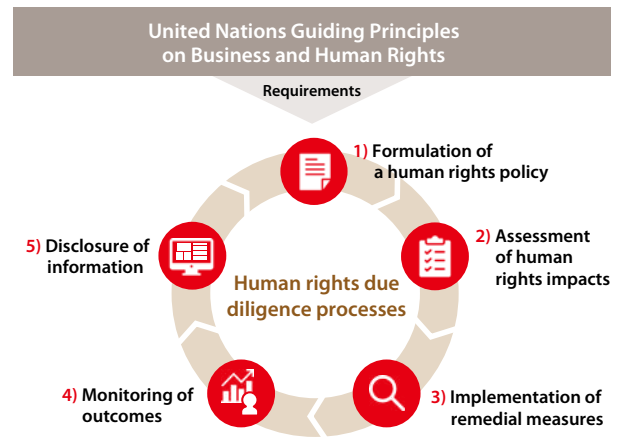 United Nations Guiding Principles
on Business and Human Rights
Requirements
1) Formulation of
a human rights policy
2) Assessment
of human
rights impacts
3) Implementation of
remedial measures
4) Monitoring of
outcomes
5) Disclosure of
information
Human rights due
diligence processes